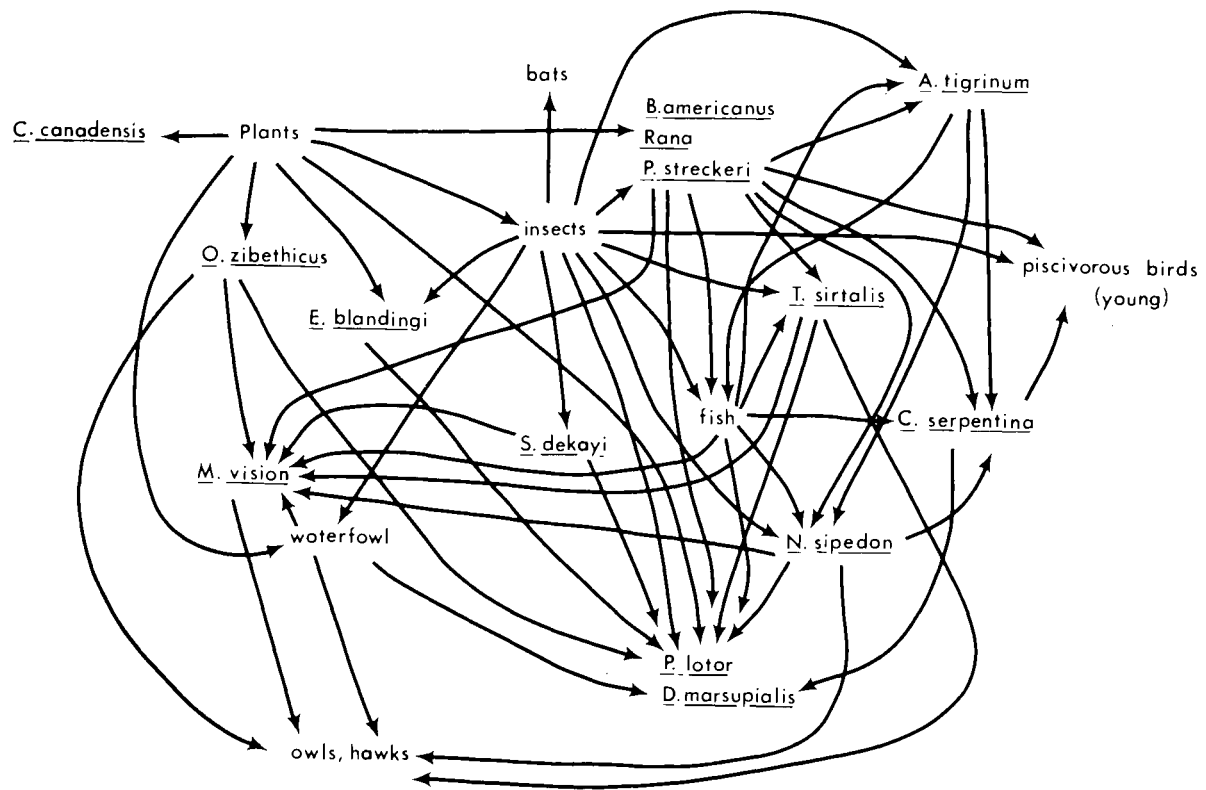 bats
A. tigrinum
B. americanus
C. canadensis
Plants
Rana
P. streckeri
insects
O. zibethicus
piscivorous birds
(young)
T. sirtalis
E. blandingi
fish
C. serpentina
S. dekayi
M. vision
waterfowl
N. sipedon
P. lotor
D. marsupialis
owls, hawks